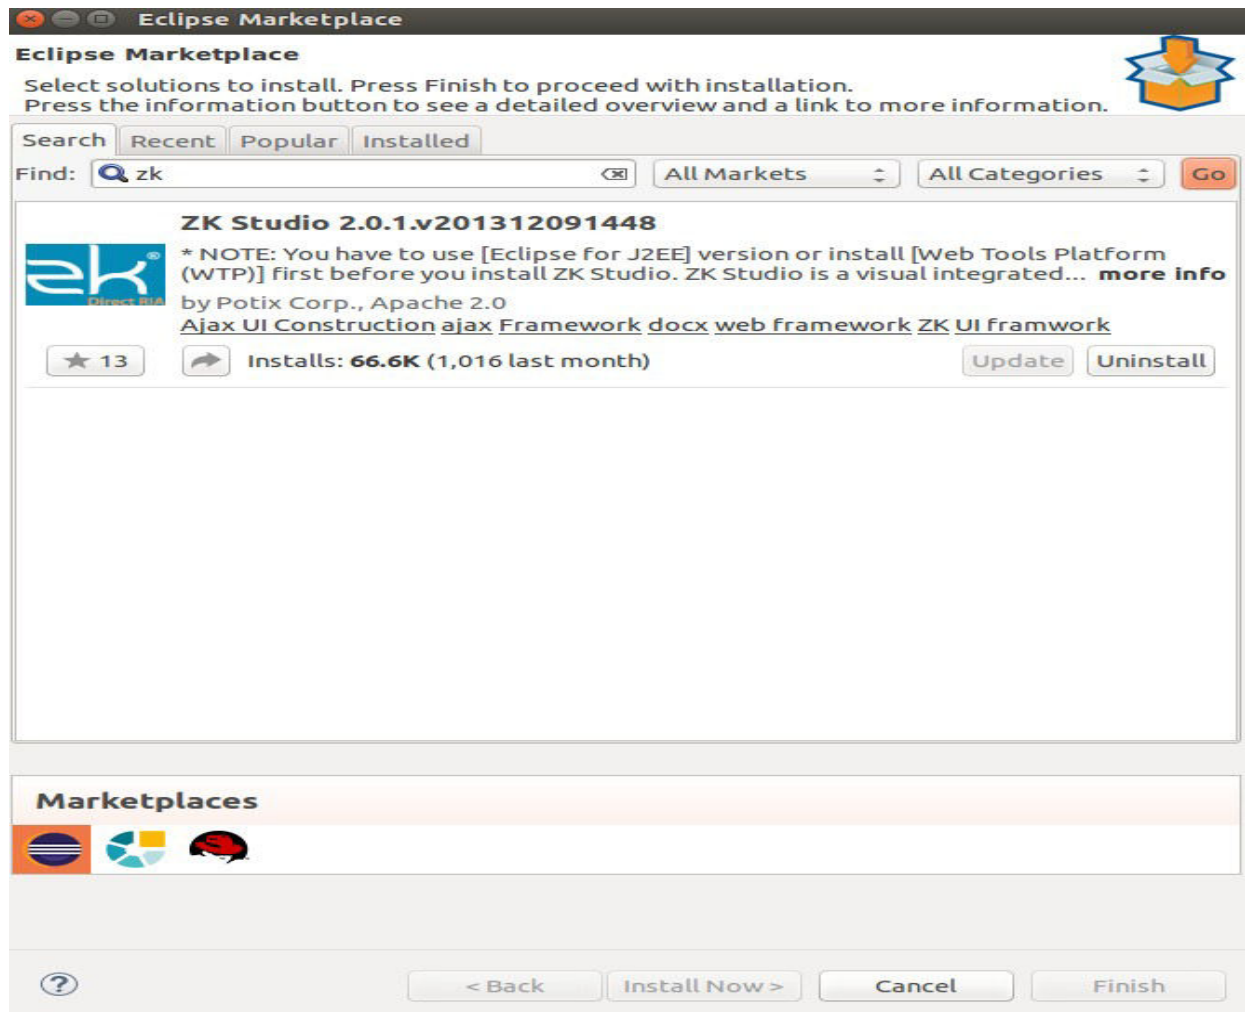 Eclipse Marketplace
Eclipse Marketplace
Select solutions to install. Press Finish to proceed with installation.
Press the information button to see a detailed overview and a link to more information.
Search Recent Popular Installed
Find: zk All Markets All Categories Go
ZK Studio 2.0.1.v201312091448
* NOTE: You have to use [Eclipse for J2EE] version or install [Web Tools Platform
(WTP)] first before you install ZK Studio. ZK Studio is a visual integrated... more info
zk ® Direct RIA
by Potix Corp., Apache 2.0
Ajax UI Construction ajax Framework docx web framework ZK UI framwork
13 Installs: 66.6K (1,016 last month) Update Uninstall
Marketplaces
? < Back Install Now > Cancel Finish